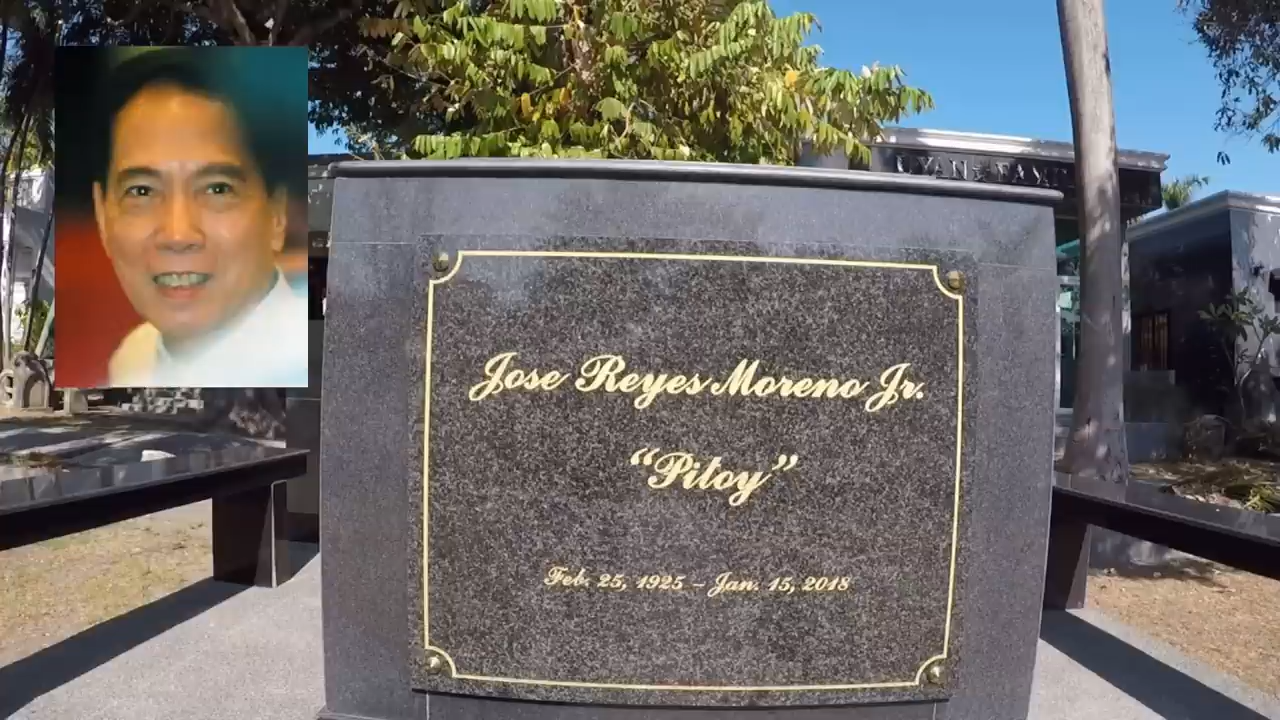 Jose Reyes Moreno Jr.
“Pitoy”
Feb. 25, 1925 – Jan. 15, 2018